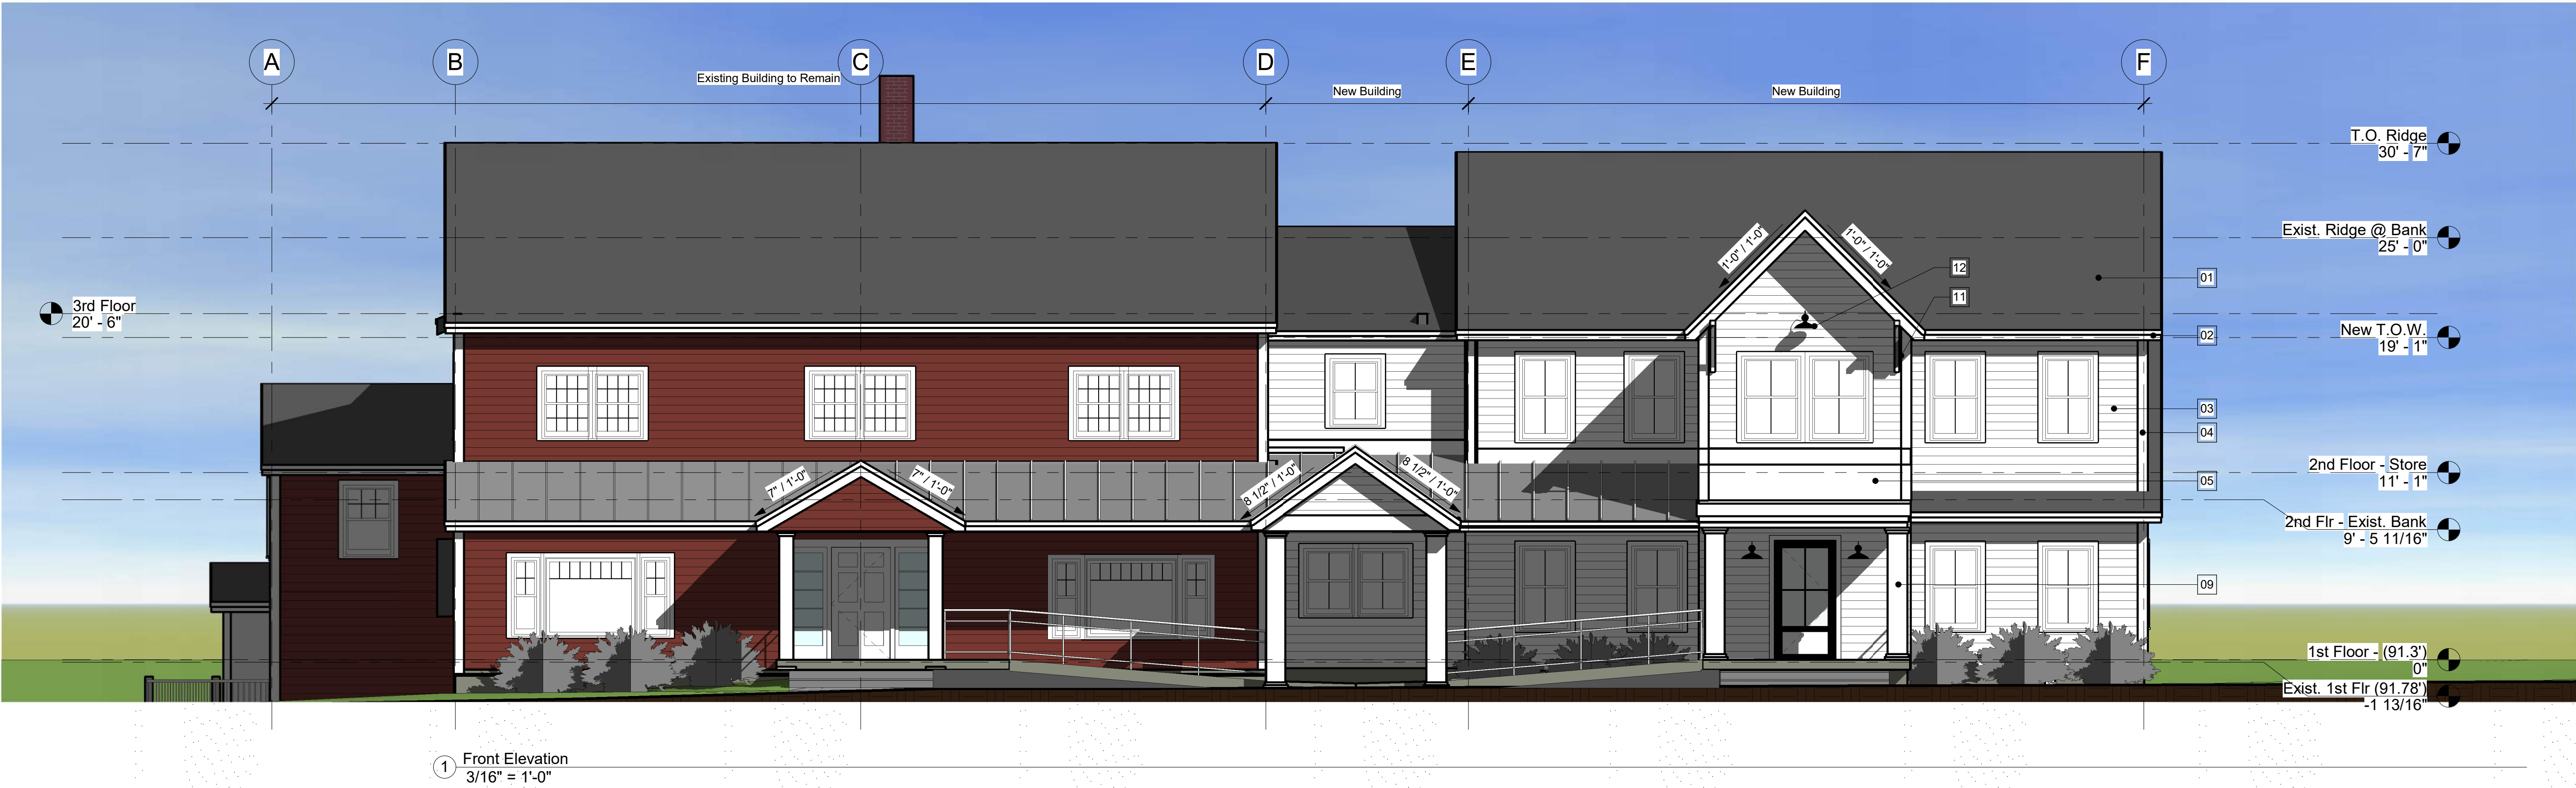 A
B
C
D
E
F
Existing Building to Remain
New Building
New Building
T.O. Ridge
30' - 7"
Exist. Ridge @ Bank
25' - 0"
3rd Floor
20' - 6"
New T.O.W.
19' - 1"
2nd Floor - Store
11' - 1"
2nd Flr - Exist. Bank
9' - 5 11/16"
1st Floor - (91.3')
0"
Exist. 1st Flr (91.78')
-1 13/16"
1'-0" / 1'-0"
1'-0" / 1'-0"
12
11
01
02
03
04
05
09
7" / 1'-0"
7" / 1'-0"
8 1/2" / 1'-0"
8 1/2" / 1'-0"
1
Front Elevation
3/16" = 1'-0"